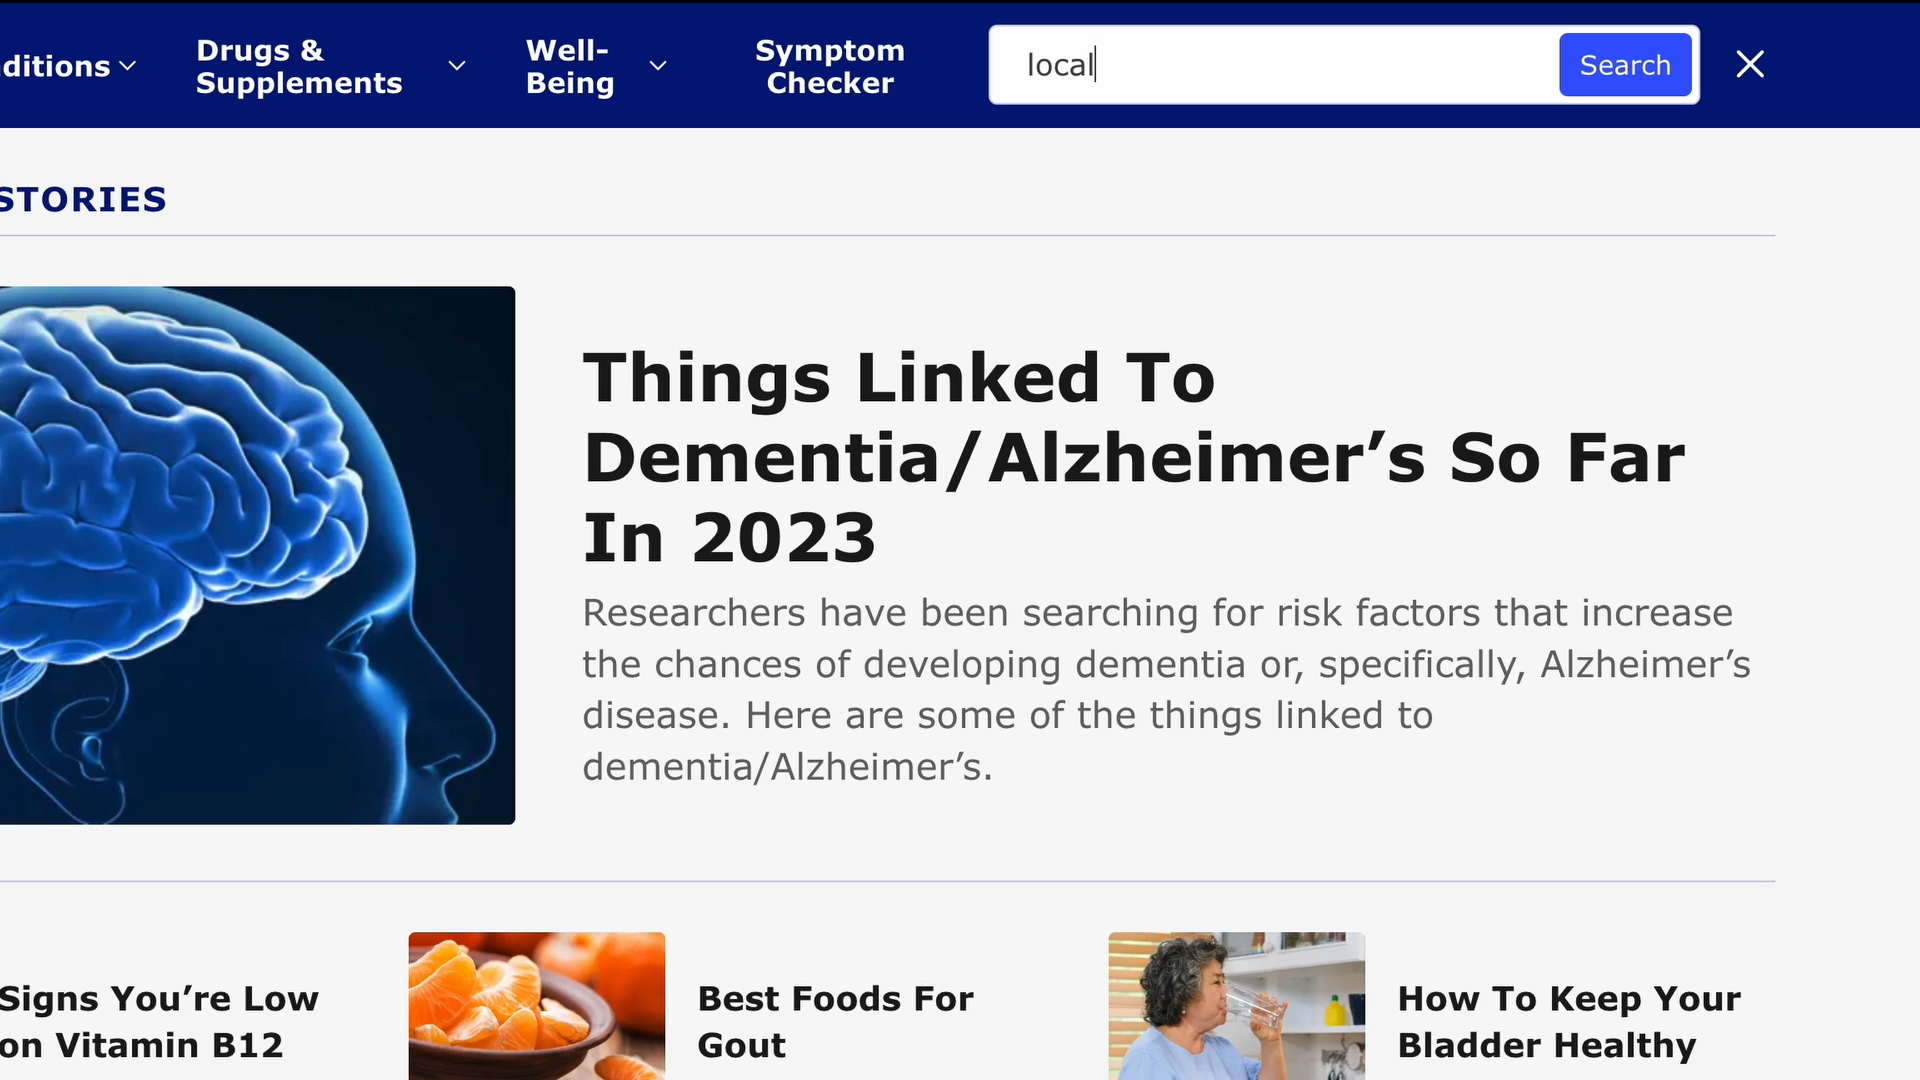 ditions
Drugs &
Supplements
Well-
Being
Symptom
Checker
local
Search
STORIES
Things Linked To
Dementia/Alzheimer’s So Far
In 2023
Researchers have been searching for risk factors that increase
the chances of developing dementia or, specifically, Alzheimer’s
disease. Here are some of the things linked to
dementia/Alzheimer’s.
Signs You’re Low
on Vitamin B12
Best Foods For
Gout
How To Keep Your
Bladder Healthy